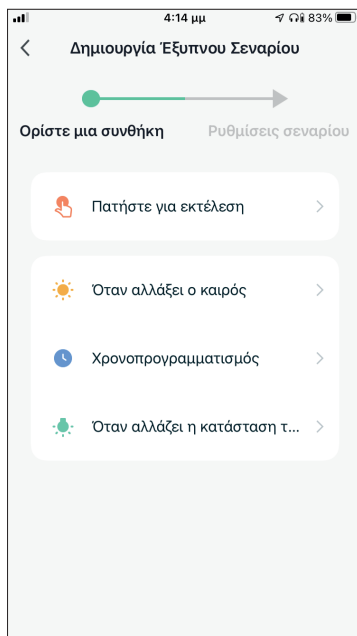 4:14 μμ 83%
Δημιουργία Έξυπνου Σεναρίου
Ορίστε μια συνθήκη Ρυθμίσεις σεναρίου
Πατήστε για εκτέλεση
Όταν αλλάξει ο καιρός
Χρονοπρογραμματισμός
Όταν αλλάζει η κατάσταση τ...